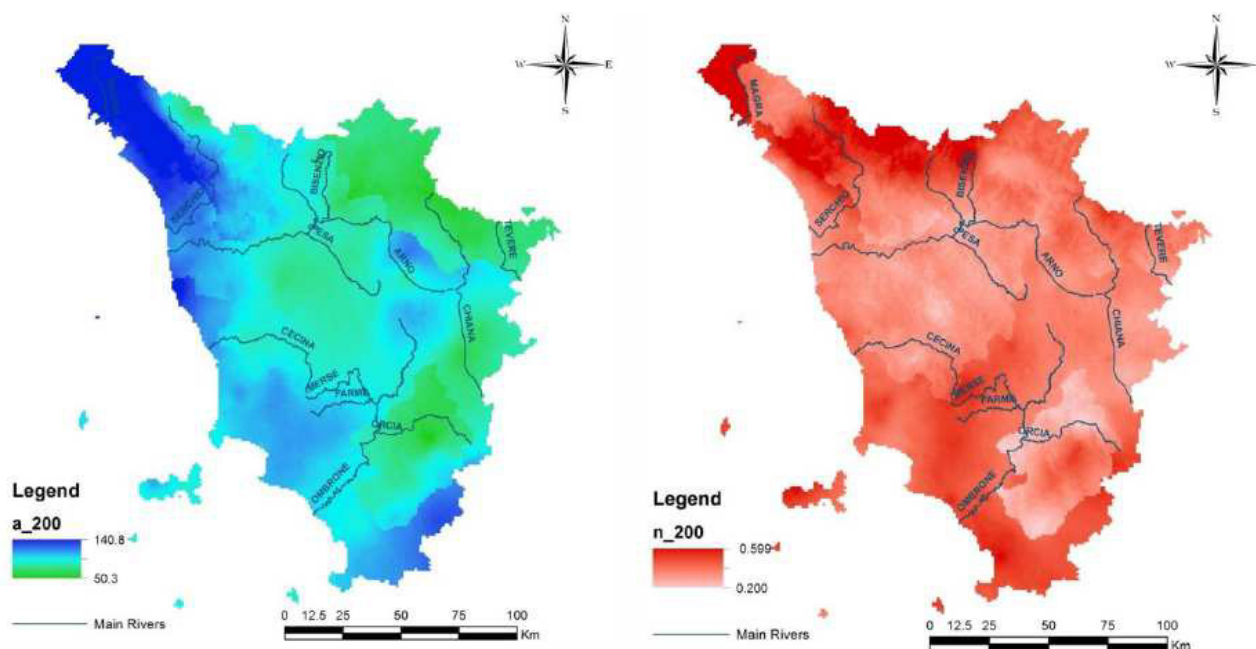 N
W
E
S
SERCHIO
BISENZIO
PESA
ARNO
TEVERE
CHIANA
CECINA
MERSE
FARMA
ORCIA
OMBRONE
Legend
a_200
140.8
50.3
Main Rivers
0 12.5 25 50 75 100
Km
N
W
S
MAGRA
SERCHIO
BISENZIO
PESA
ARNO
TEVERE
CHIANA
CECINA
MERSE
FARMA
ORCIA
OMBRONE
Legend
n_200
0.599
0.200
Main Rivers
0 12.5 25 50 75 100
Km